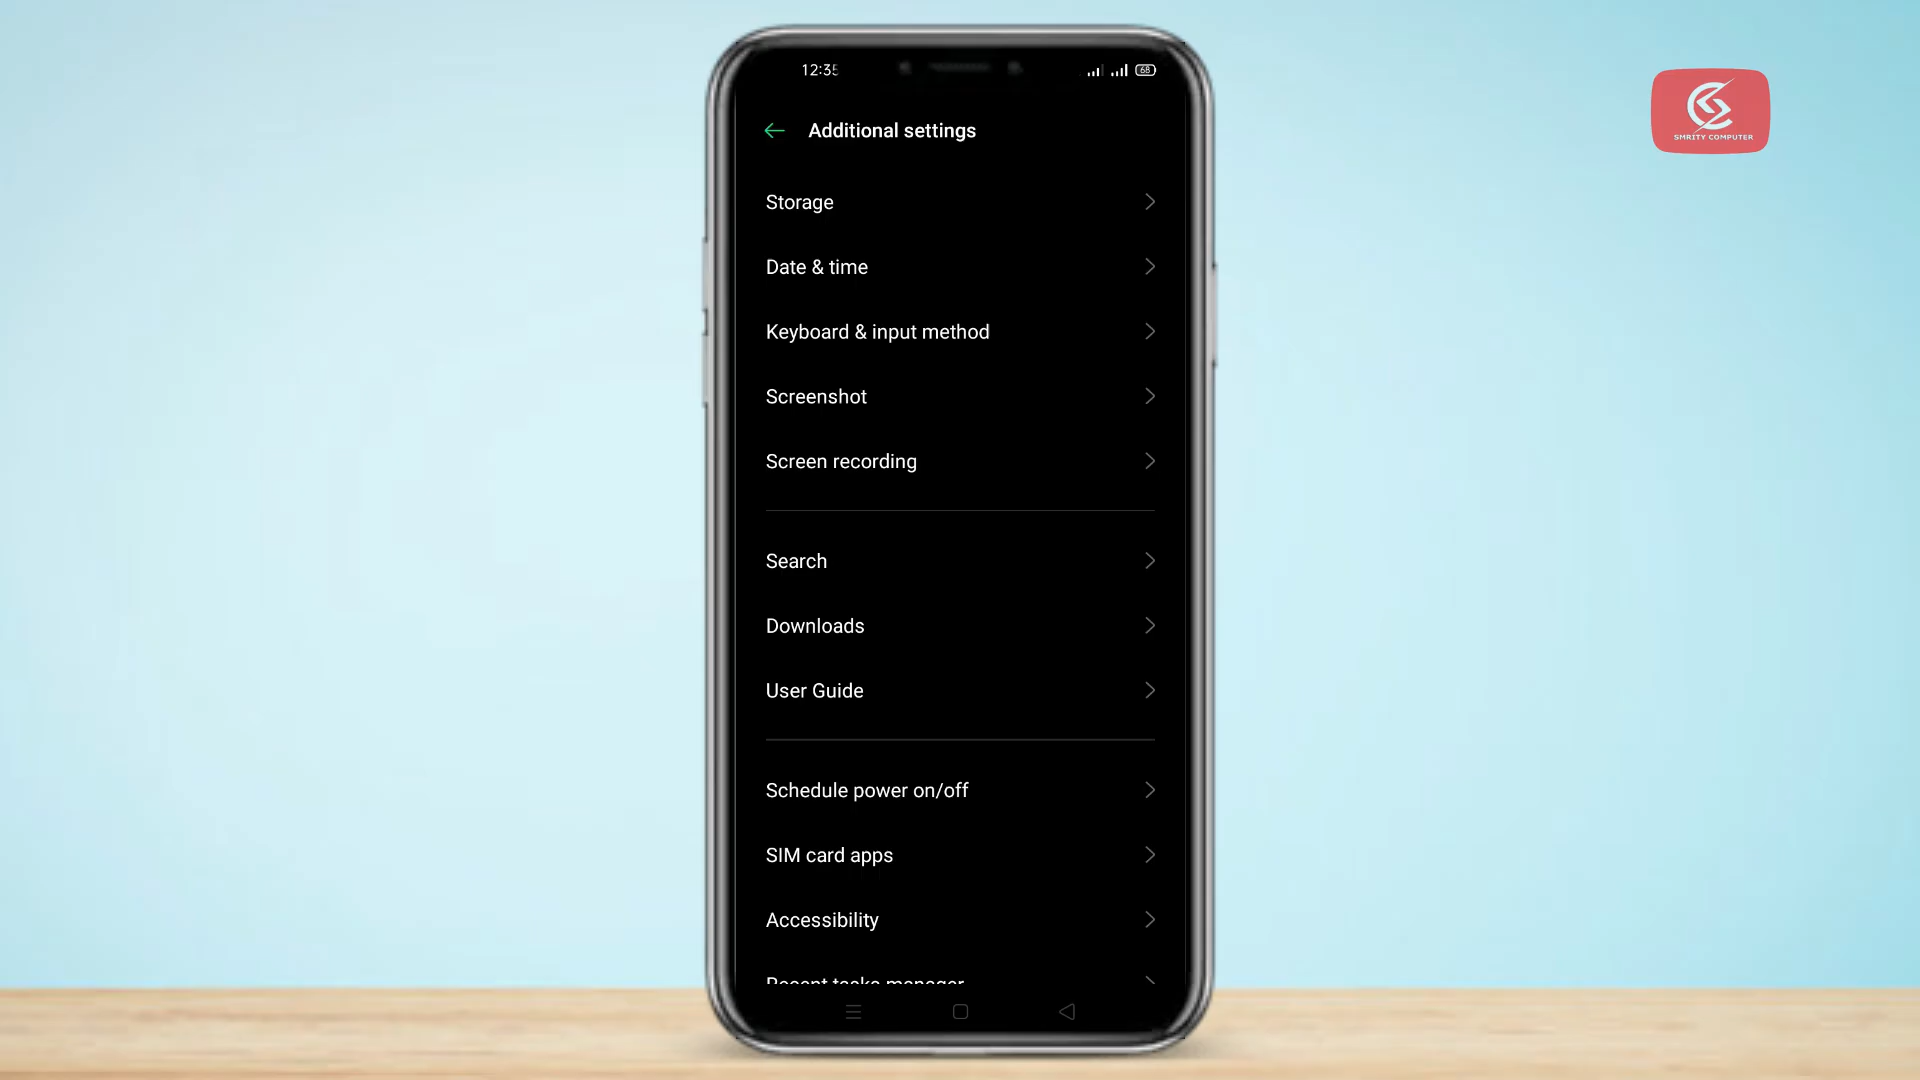 12:35
68
SMRITY COMPUTER
Additional settings
Storage
Date & time
Keyboard & input method
Screenshot
Screen recording
Search
Downloads
User Guide
Schedule power on/off
SIM card apps
Accessibility
Recent tasks manager